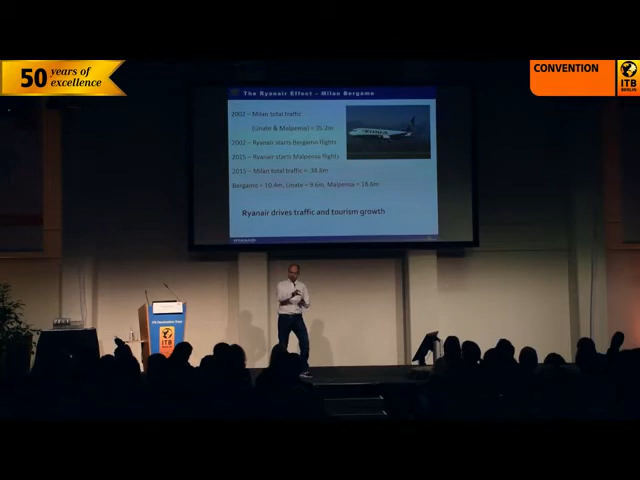 50 years of
excellence
CONVENTION
ITB
BERLIN
The Ryanair Effect – Milan Bergamo
2002 – Milan total traffic
(Linate & Malpensa) = 25.2m
2002 – Ryanair starts Bergamo flights
2015 – Ryanair starts Malpensa flights
2015 – Milan total traffic = 38.6m
Bergamo = 10.4m, Linate – 9.6m, Malpensa = 18.6m
Ryanair drives traffic and tourism growth
ITB